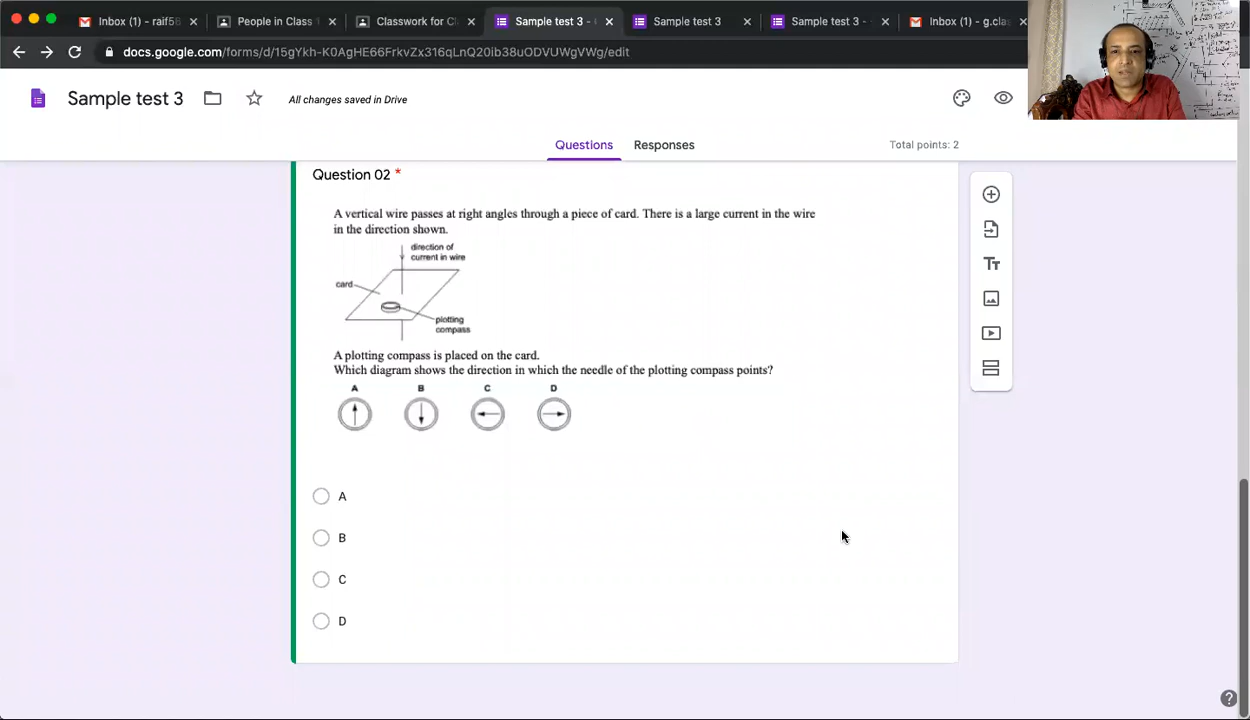 Inbox (1) - raif58
People in Class
Classwork for Cl
Sample test 3 -
Sample test 3
Sample test 3 -
Inbox (1) - g.clas
docs.google.com/forms/d/15gYkh-K0AgHE66FrkvZx316qLnQ20ib38uODVUWgVWg/edit
Sample test 3
All changes saved in Drive
Questions
Responses
Total points: 2
Question 02 *
A vertical wire passes at right angles through a piece of card. There is a large current in the wire
in the direction shown.
direction of
current in wire
card
plotting
compass
A plotting compass is placed on the card.
Which diagram shows the direction in which the needle of the plotting compass points?
A B C D
A
B
C
D